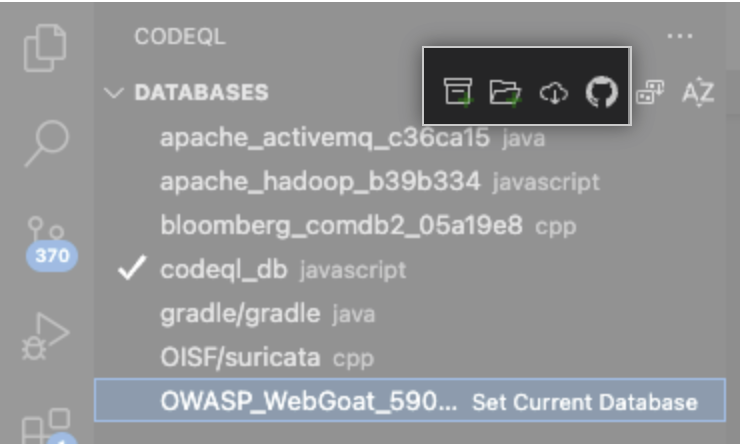 CODEQL
DATABASES
AZ
apache_activemq_c36ca15 java
apache_hadoop_b39b334 javascript
bloomberg_comdb2_05a19e8 cpp
370
codeql_db javascript
gradle/gradle java
OISF/suricata cpp
OWASP_WebGoat_590... Set Current Database